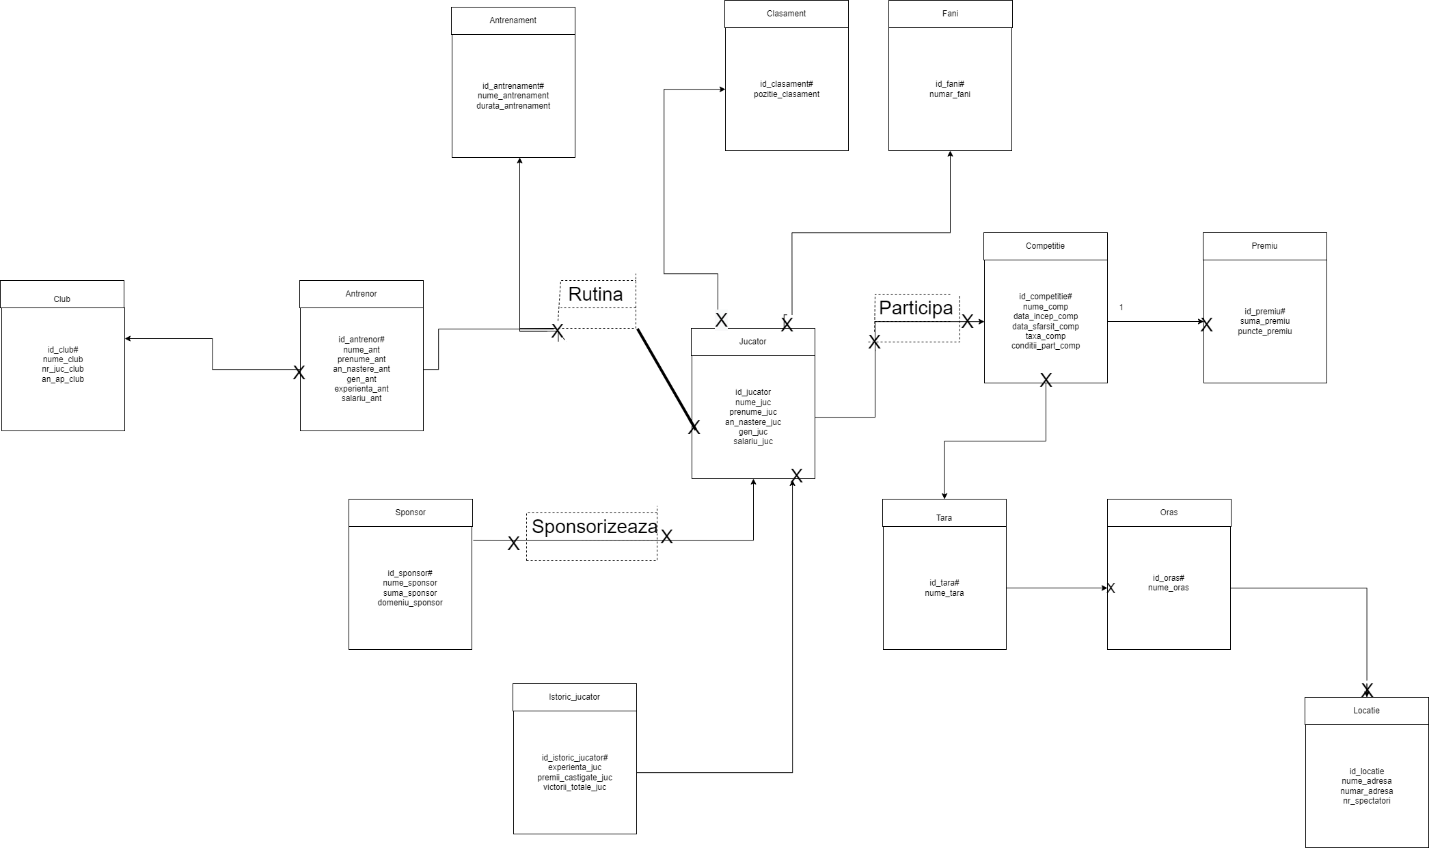 Antrenament
id_antrenament#
nume_antrenament
durata_antrenament
Clasament
id_clasament#
pozitie_clasament
Fani
id_fani#
numar_fani
Club
id_club#
nume_club
nr_juc_club
an_ap_club
Antrenor
id_antrenor#
nume_ant
prenume_ant
an_nastere_ant
gen_ant
experienta_ant
salariu_ant
Rutina
X
X
X
X
X
Jucator
id_jucator
nume_juc
prenume_juc
an_nastere_juc
gen_juc
salariu_juc
X
Participa
X
X
Competitie
id_competitie#
nume_comp
data_incep_comp
data_sfarsit_comp
taxa_comp
conditii_part_comp
X
1
X
Premiu
id_premiu#
suma_premiu
puncte_premiu
Sponsor
id_sponsor#
nume_sponsor
suma_sponsor
domeniu_sponsor
X
Sponsorizeaza
X
Tara
id_tara#
nume_tara
X
Oras
id_oras#
nume_oras
Istoric_jucator
id_istoric_jucator#
experienta_juc
premii_castigate_juc
victorii_totale_juc
X
Locatie
id_locatie
nume_adresa
numar_adresa
nr_spectatori